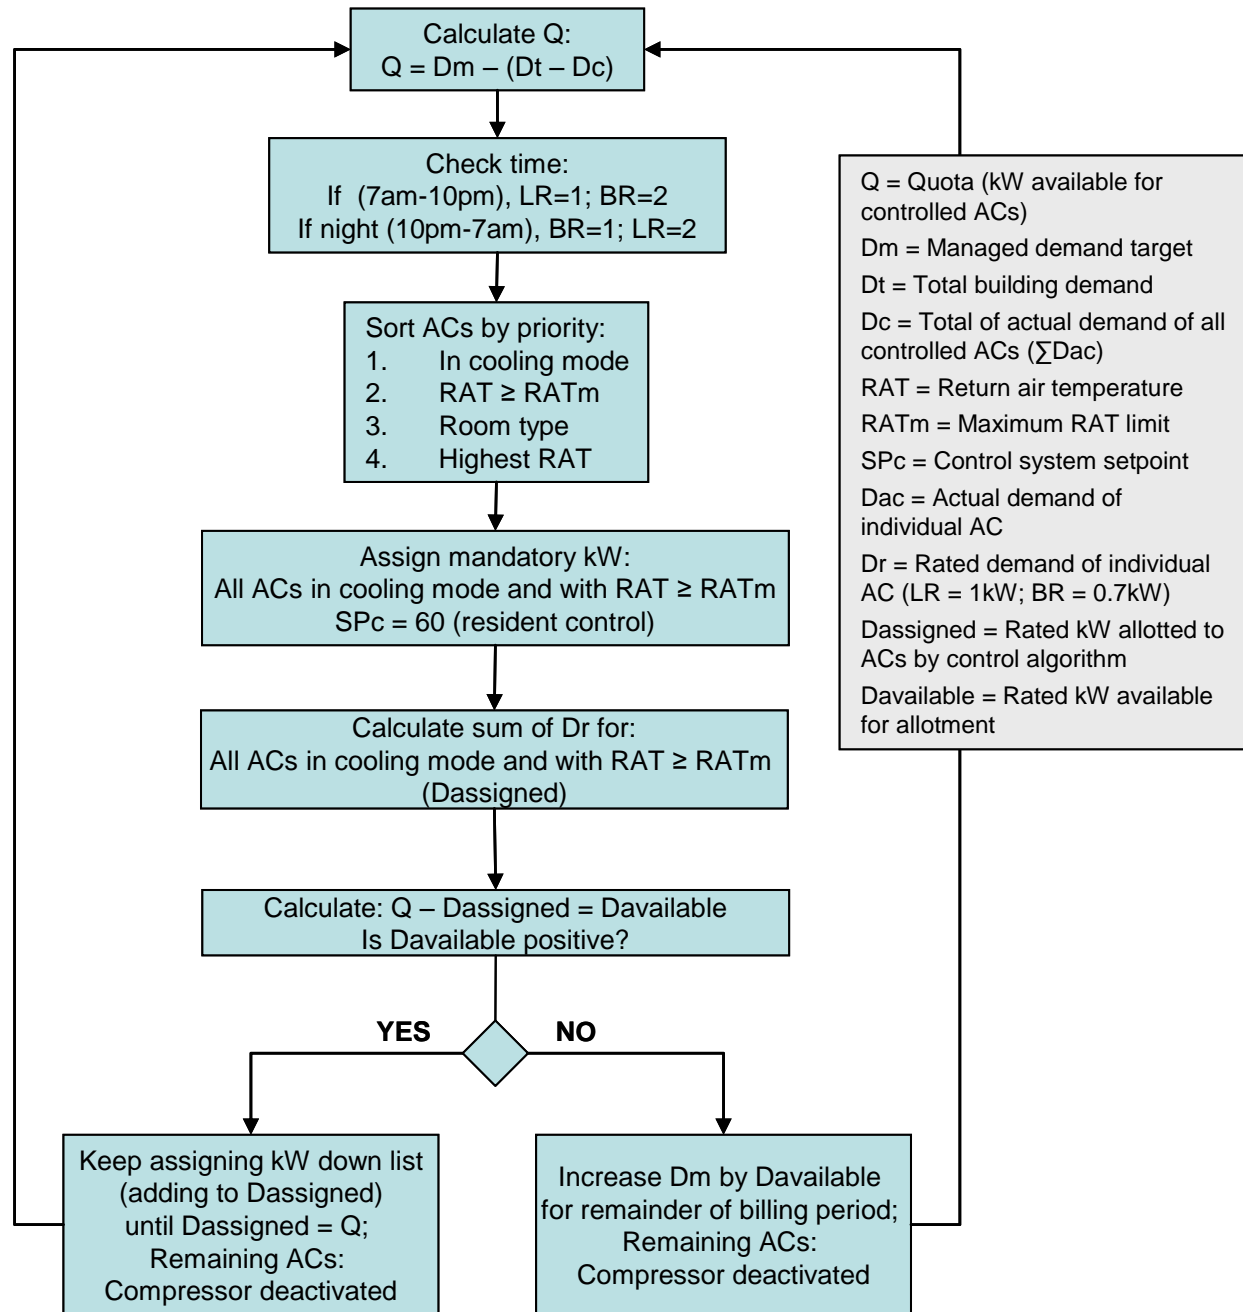 Calculate Q:
Q = Dm – (Dt – Dc)
Check time:
If (7am-10pm), LR=1; BR=2
If night (10pm-7am), BR=1; LR=2
Sort ACs by priority:
1. In cooling mode
2. RAT ≥ RATm
3. Room type
4. Highest RAT
Assign mandatory kW:
All ACs in cooling mode and with RAT ≥ RATm
SPc = 60 (resident control)
Calculate sum of Dr for:
All ACs in cooling mode and with RAT ≥ RATm
(Dassigned)
Calculate: Q – Dassigned = Davailable
Is Davailable positive?
YES
NO
Keep assigning kW down list
(adding to Dassigned)
until Dassigned = Q;
Remaining ACs:
Compressor deactivated
Increase Dm by Davailable
for remainder of billing period;
Remaining ACs:
Compressor deactivated
Q = Quota (kW available for
controlled ACs)
Dm = Managed demand target
Dt = Total building demand
Dc = Total of actual demand of all
controlled ACs (∑Dac)
RAT = Return air temperature
RATm = Maximum RAT limit
SPc = Control system setpoint
Dac = Actual demand of
individual AC
Dr = Rated demand of individual
AC (LR = 1kW; BR = 0.7kW)
Dassigned = Rated kW allotted to
ACs by control algorithm
Davailable = Rated kW available
for allotment